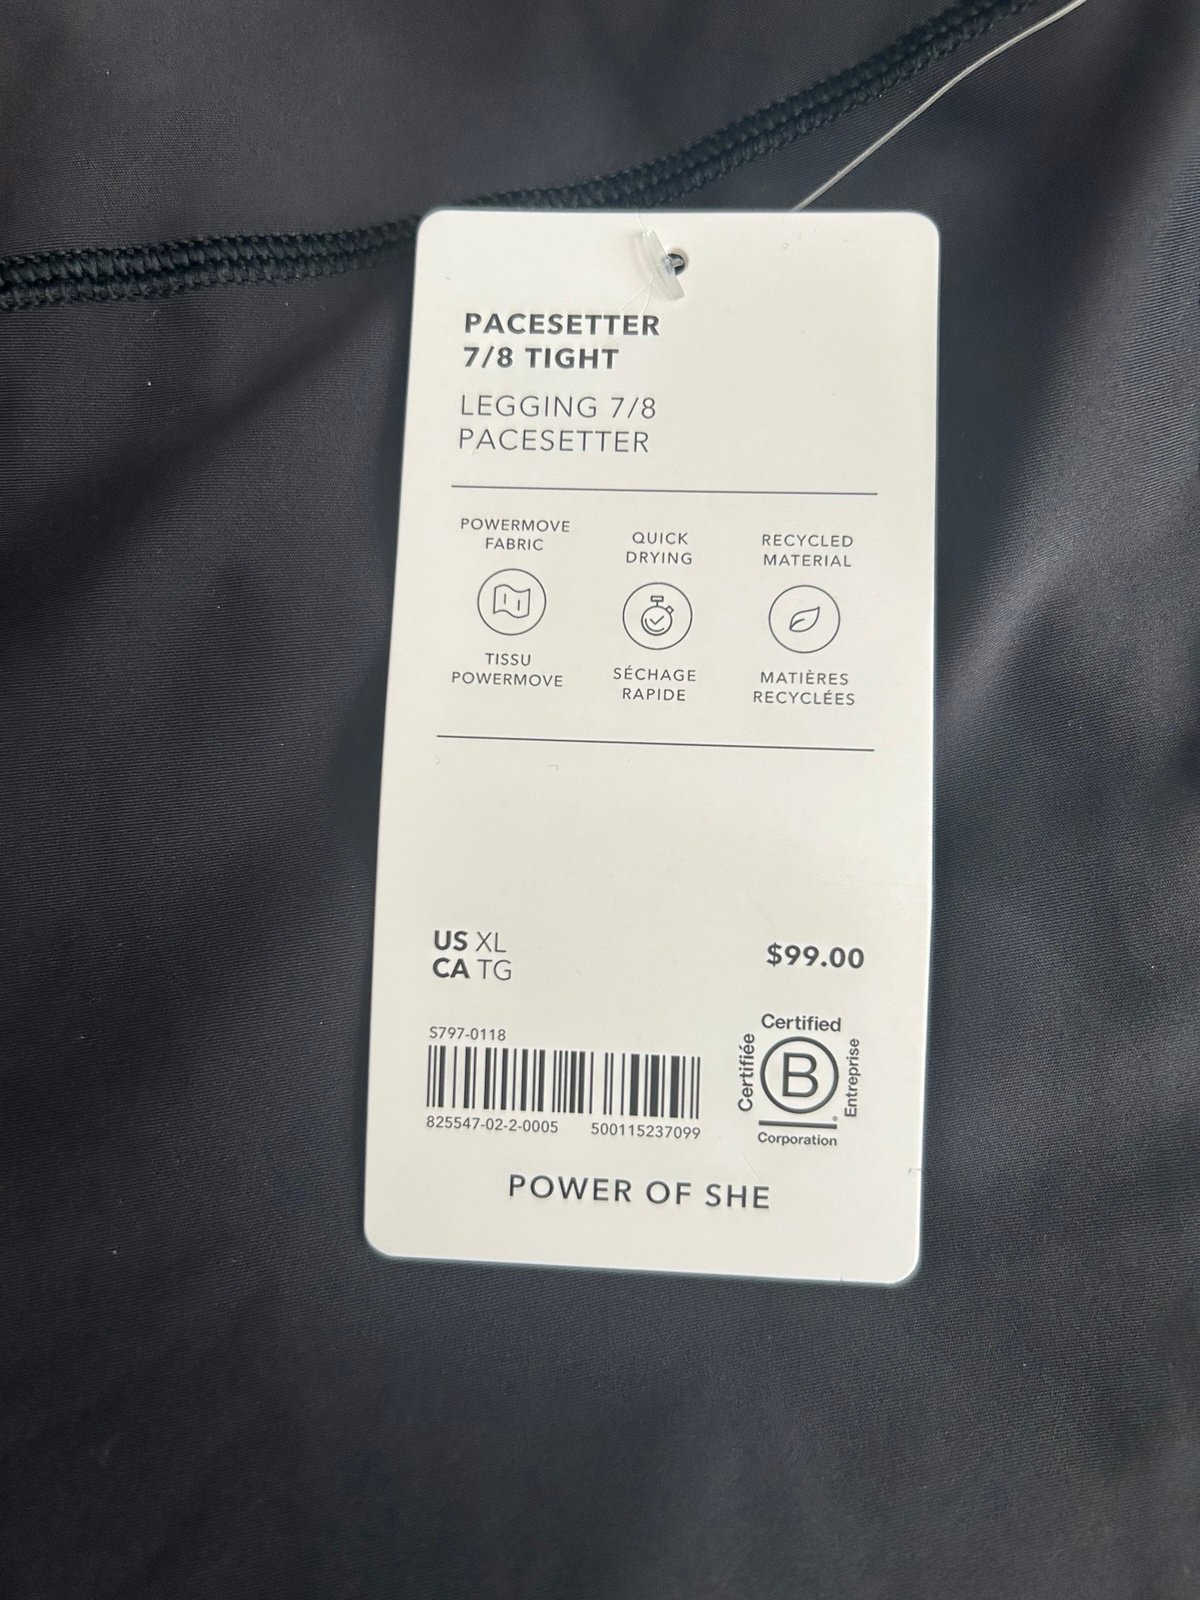 PACESETTER
7/8 TIGHT
LEGGING 7/8
PACESETTER
POWERMOVE
FABRIC
TISSU
POWERMOVE
QUICK
DRYING
SÉCHAGE
RAPIDE
RECYCLED
MATERIAL
MATIÈRES
RECYCLÉES
US XL
CA TG
$99.00
S797-0118
825547-02-2-0005 500115237099
Certified
Certifiée
B
Entreprise
Corporation
POWER OF SHE